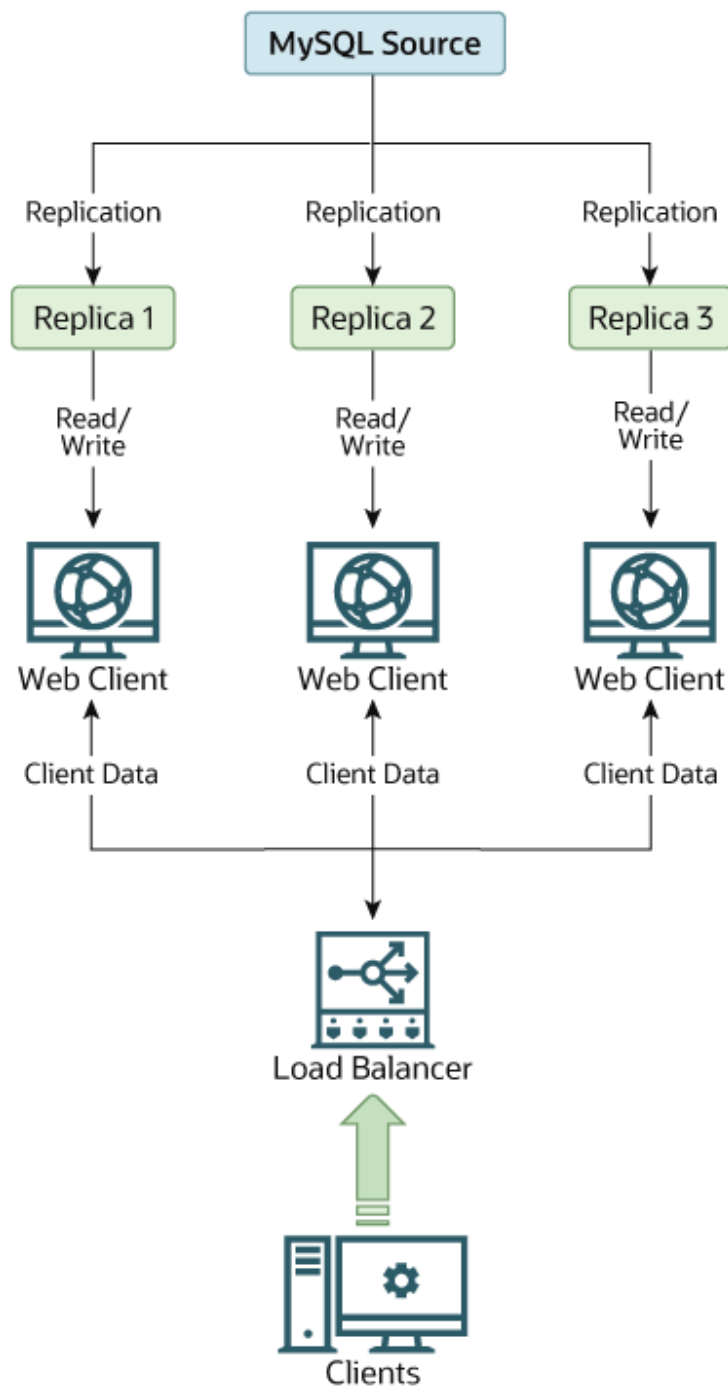 MySQL Source
Replication
Replication
Replication
Replica 1
Replica 2
Replica 3
Read/
Write
Read/
Write
Read/
Write
Web Client
Web Client
Web Client
Client Data
Client Data
Client Data
Load Balancer
Clients